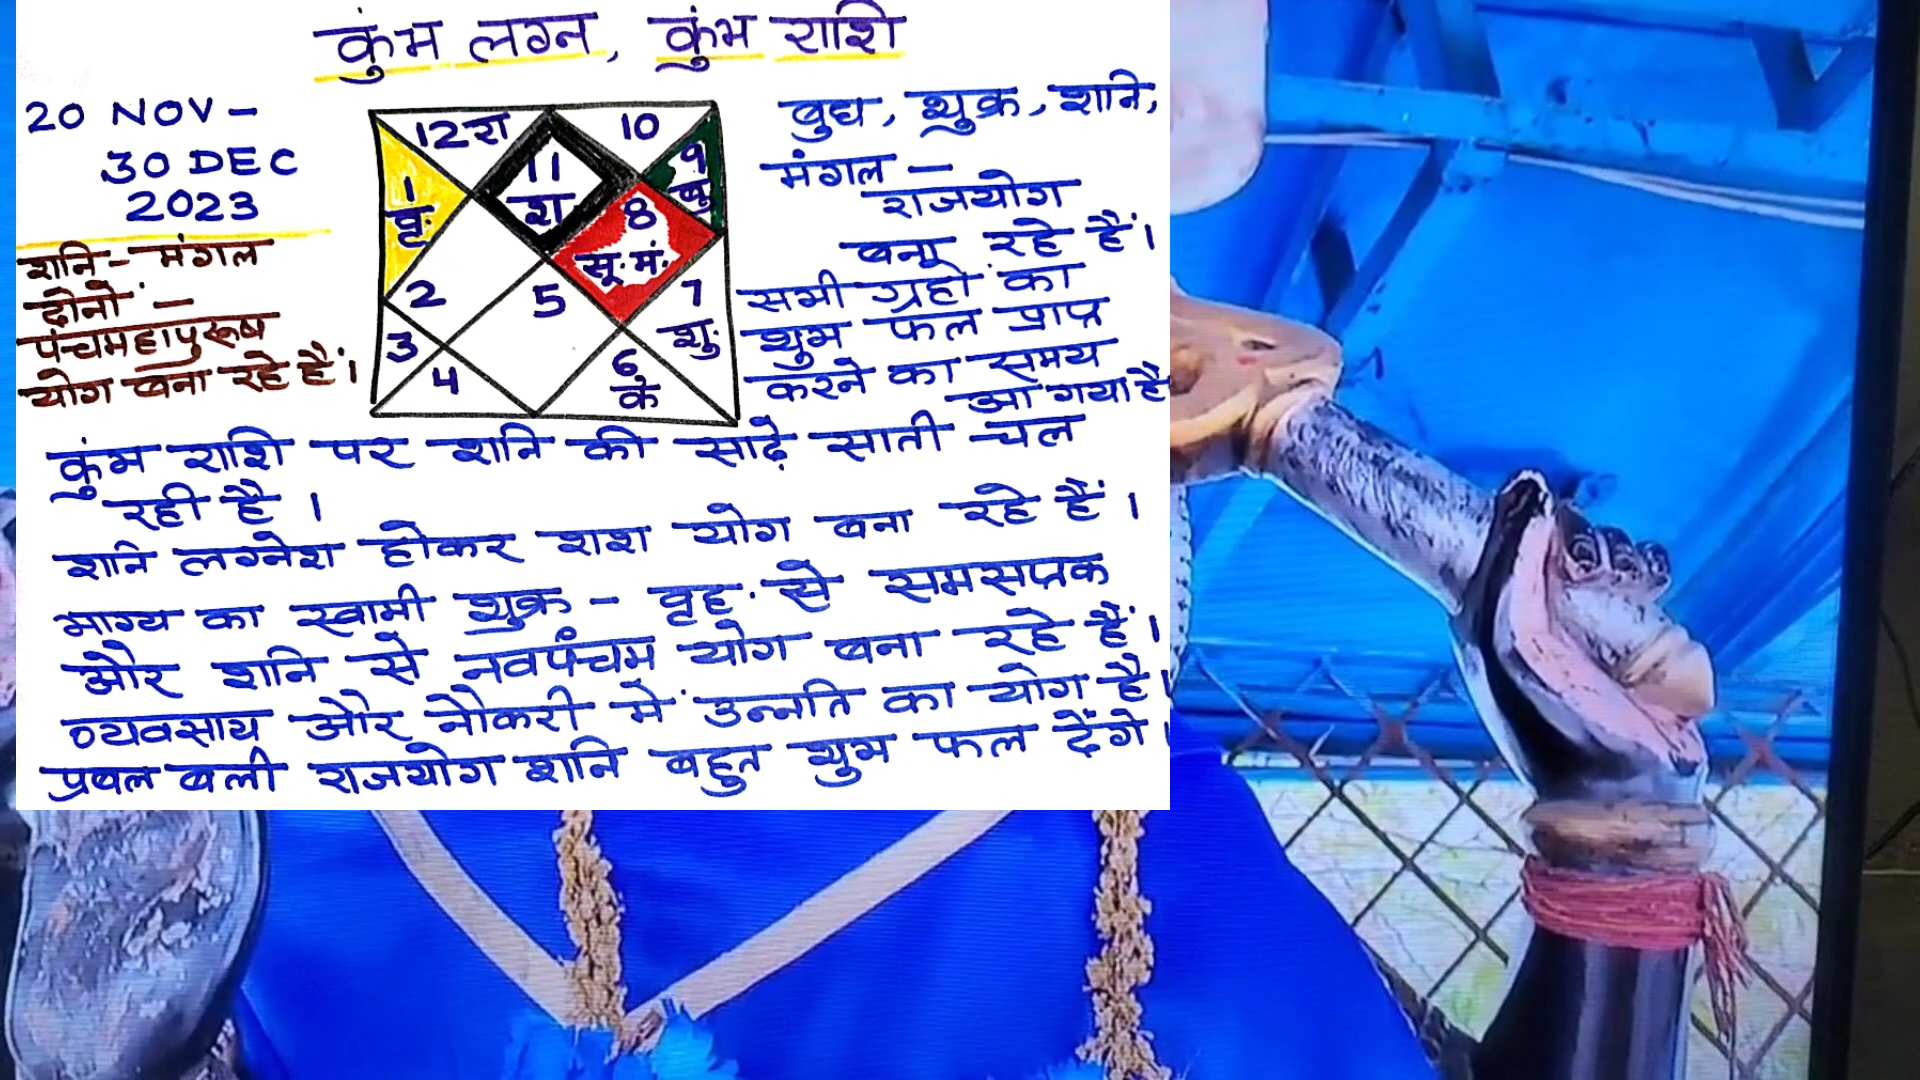 कुंभ लग्न, कुंभ राशि
20 NOV -
30 DEC
2023
शनि - मंगल
दोनों -
पंचमहापुरूष
योग बना रहे हैं।
12 रा
11
श
10
9
बु
1
वृ.
8
सू. मं.
2
5
7
शु.
3
4
6
के
बुध, शुक्र, शनि,
मंगल -
राजयोग
बना रहे हैं।
सभी ग्रहों का
शुभ फल प्राप्त
करने का समय
आ गया है
कुंभ राशि पर शनि की साढ़े साती चल
रही है ।
शनि लग्नेश होकर शश योग बना रहे हैं ।
भाग्य का स्वामी शुक्र - वृह. से समसप्तक
और शनि से नवपंचम योग बना रहे हैं।
व्यवसाय और नौकरी में उन्नति का योग है।
प्रबल बली राजयोग शनि बहुत शुभ फल देंगे।